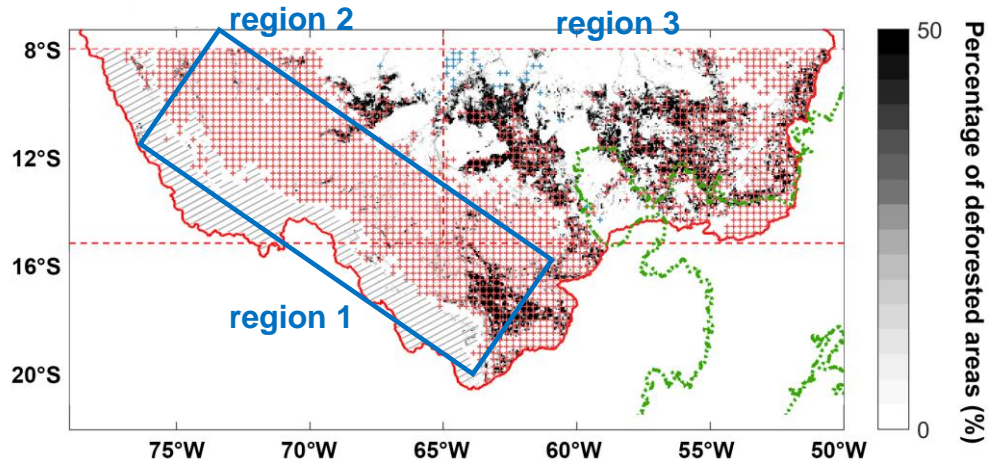 region 2
region 3
8°S
12°S
16°S
20°S
region 1
75°W
70°W
65°W
60°W
55°W
50°W
50
0
Percentage of deforested areas (%)